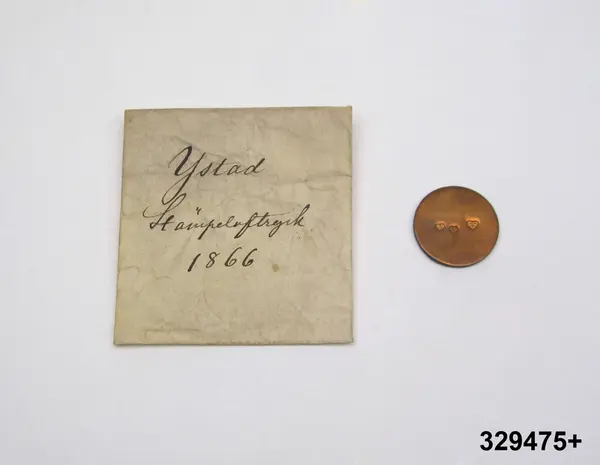 Ystad
Stämpelaftryck
1866
329475+